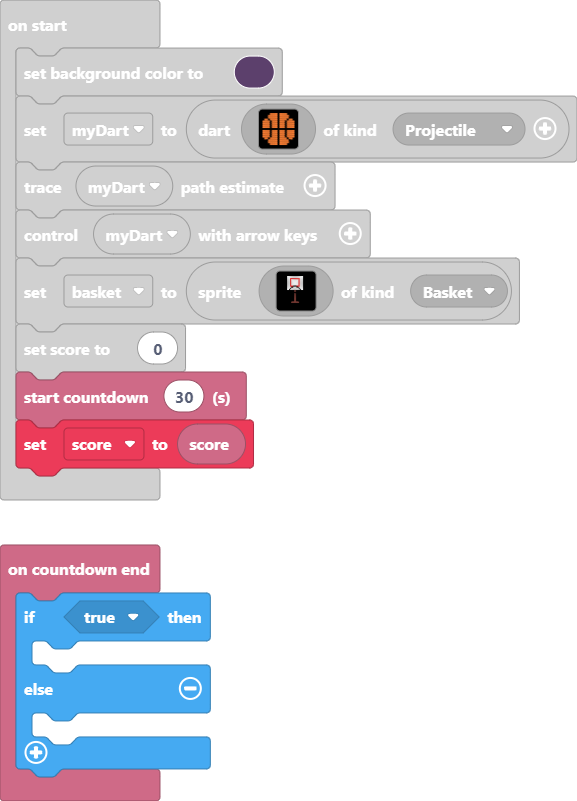 on start
set background color to
set myDart to dart of kind Projectile
trace myDart path estimate
control myDart with arrow keys
set basket to sprite of kind Basket
set score to 0
start countdown 30 (s)
set score to score
on countdown end
if true then
else